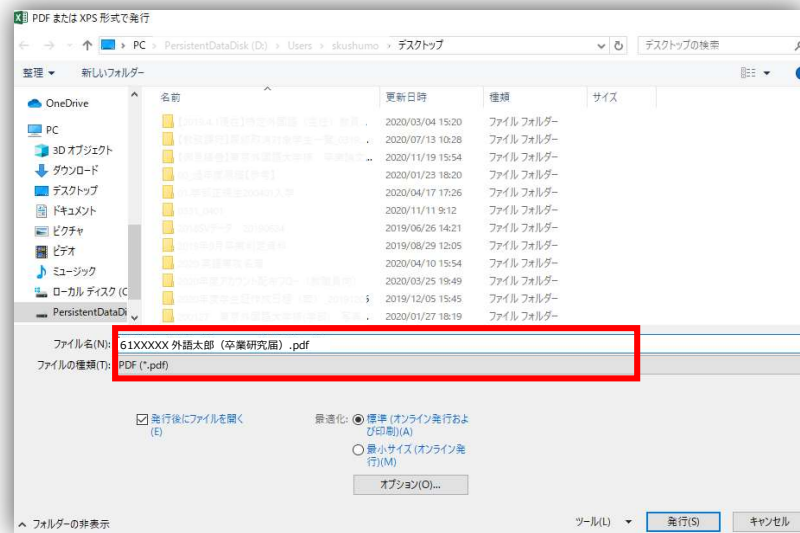 PDF または XPS 形式で発行
PC › PersistentDataDisk (D:) › Users › skushumo › デスクトップ
デスクトップの検索
整理 新しいフォルダー
名前 更新日時 種類 サイズ
OneDrive
PC
3D オブジェクト
ダウンロード
デスクトップ
ドキュメント
ピクチャ
ビデオ
ミュージック
ローカル ディスク (C
PersistentDataDi
2020/03/04 15:20 ファイル フォルダー
2020/07/13 10:28 ファイル フォルダー
2020/11/19 15:54 ファイル フォルダー
2020/01/23 18:20 ファイル フォルダー
2020/04/17 17:26 ファイル フォルダー
2020/11/11 9:12 ファイル フォルダー
2019/06/26 14:21 ファイル フォルダー
2019/08/29 12:05 ファイル フォルダー
2020/04/10 15:54 ファイル フォルダー
2020/03/25 19:49 ファイル フォルダー
2019/12/05 15:45 ファイル フォルダー
2020/01/27 18:19 ファイル フォルダー
ファイル名(N): 61XXXXX 外語太郎（卒業研究届）.pdf
ファイルの種類(T): PDF (*.pdf)
発行後にファイルを開く
(E)
最適化: 標準 (オンライン発行およ
び印刷)(A)
最小サイズ (オンライン発
行)(M)
オプション(O)...
フォルダーの非表示
ツール(L) 発行(S) キャンセル